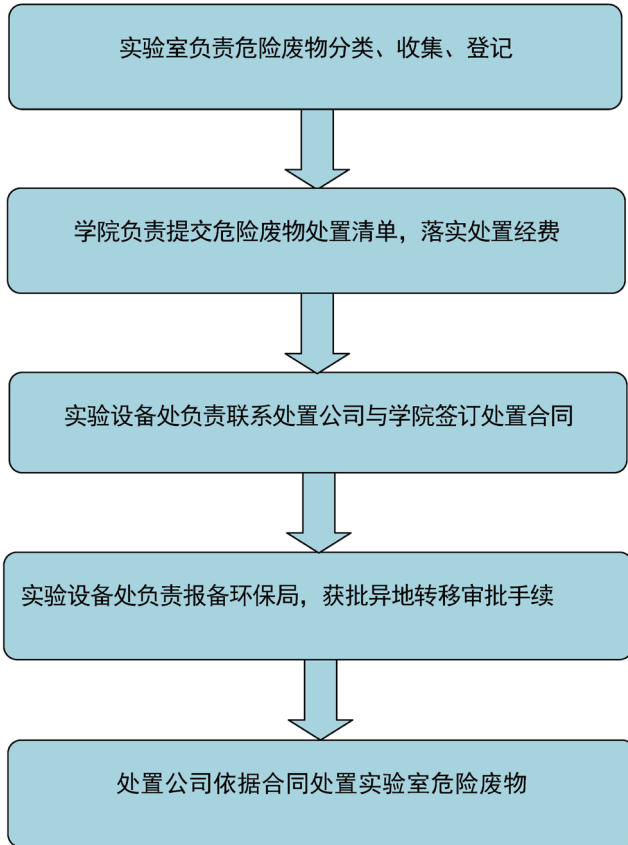 实验室负责危险废物分类、收集、登记
学院负责提交危险废物处置清单，落实处置经费
实验设备处负责联系处置公司与学院签订处置合同
实验设备处负责报备环保局，获批异地转移审批手续
处置公司依据合同处置实验室危险废物